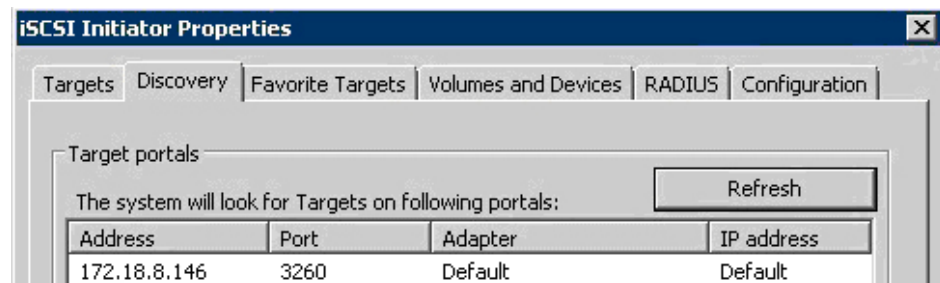 iSCSI Initiator Properties
Targets Discovery Favorite Targets Volumes and Devices RADIUS Configuration
Target portals
Refresh
The system will look for Targets on following portals:
Address Port Adapter IP address
172.18.8.146 3260 Default Default